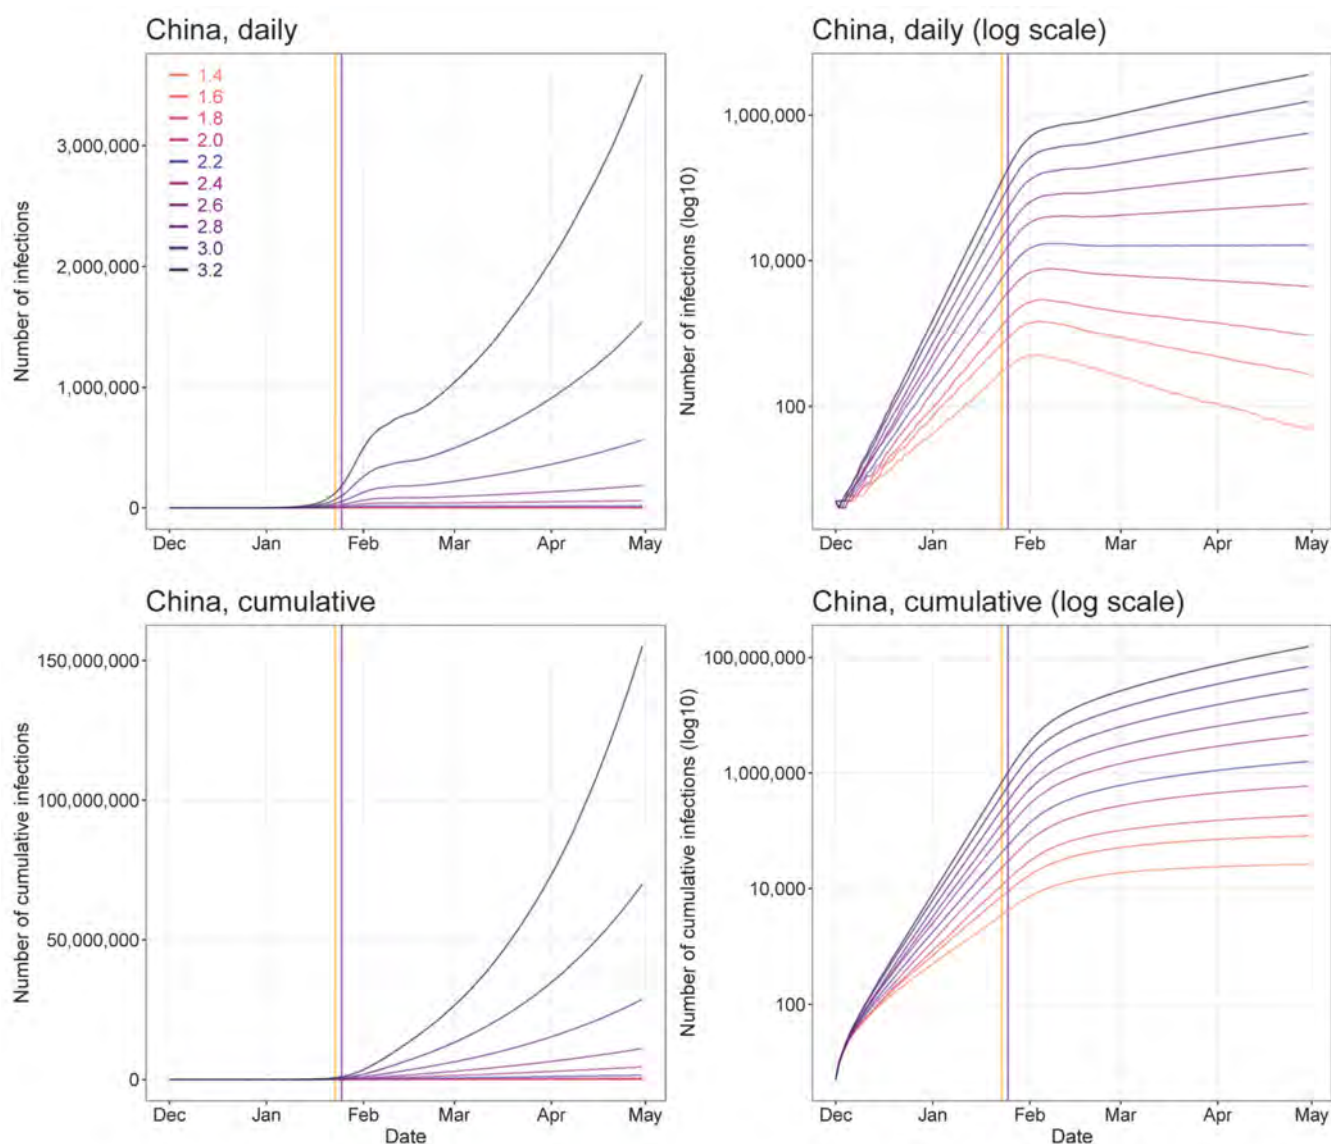 China, daily
Number of infections
3,000,000
2,000,000
1,000,000
0
1.4
1.6
1.8
2.0
2.2
2.4
2.6
2.8
3.0
3.2
Dec Jan Feb Mar Apr May
China, daily (log scale)
Number of infections (log10)
1,000,000
10,000
100
Dec Jan Feb Mar Apr May
China, cumulative
Number of cumulative infections
150,000,000
100,000,000
50,000,000
0
Dec Jan Feb Mar Apr May
Date
China, cumulative (log scale)
Number of cumulative infections (log10)
100,000,000
1,000,000
10,000
100
Dec Jan Feb Mar Apr May
Date